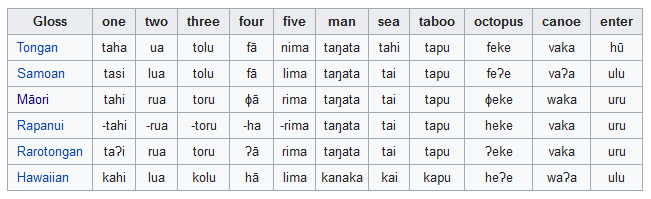 Gloss one two three four five man sea taboo octopus canoe enter
Tongan taha ua tolu fā nima taŋata tahi tapu feke vaka hū
Samoan tasi lua tolu fā lima taŋata tai tapu feʔe vaʔa ulu
Māori tahi rua toru ɸā rima taŋata tai tapu ɸeke waka uru
Rapanui -tahi -rua -toru -ha -rima taŋata tai tapu heke vaka uru
Rarotongan taʔi rua toru ʔā rima taŋata tai tapu ʔeke vaka uru
Hawaiian kahi lua kolu hā lima kanaka kai kapu heʔe waʔa ulu